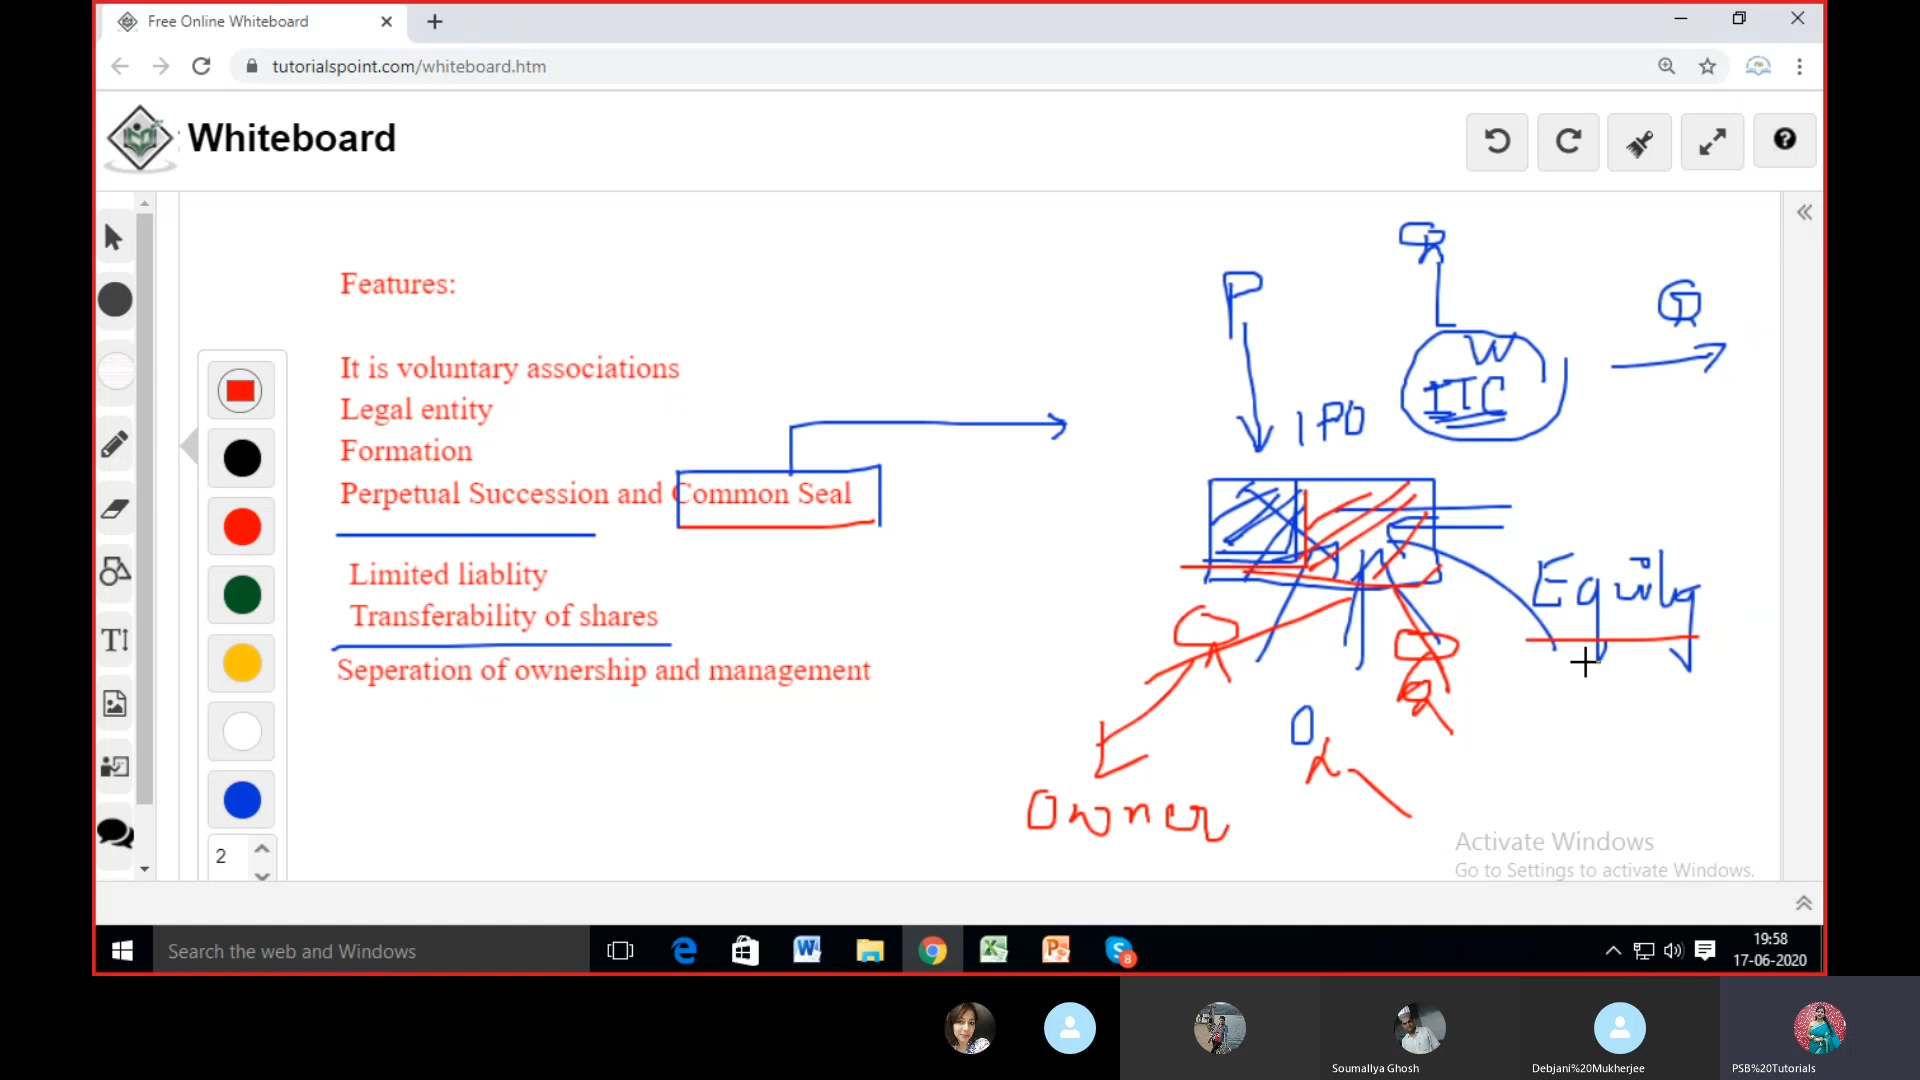 Free Online Whiteboard
tutorialspoint.com/whiteboard.htm
Whiteboard
Features:
It is voluntary associations
Legal entity
Formation
Perpetual Succession and Common Seal
Limited liablity
Transferability of shares
Seperation of ownership and management
P
W
ITC
IPO
Equity
Owner
2
Activate Windows
Go to Settings to activate Windows.
Search the web and Windows
8
19:58
17-06-2020
Soumallya Ghosh
Debjani%20Mukherjee
PSB%20Tutorials